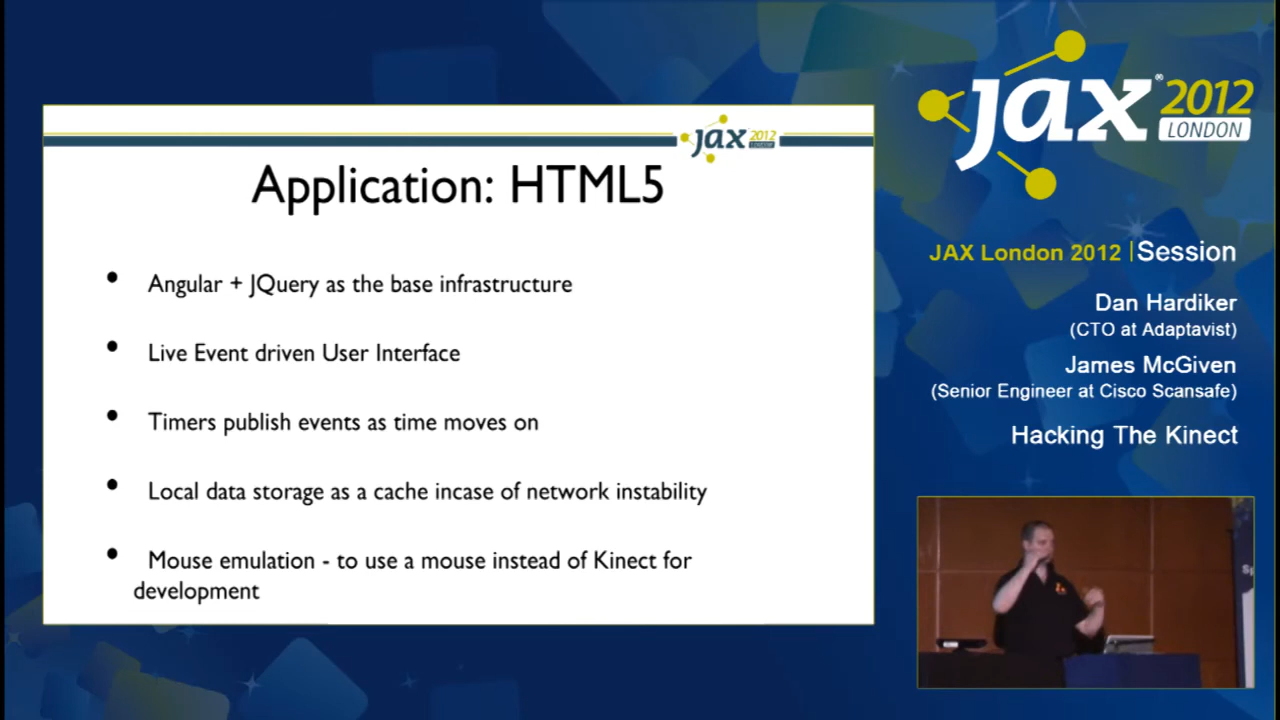 jax 2012
LONDON
Application: HTML5
• Angular + JQuery as the base infrastructure
• Live Event driven User Interface
• Timers publish events as time moves on
• Local data storage as a cache incase of network instability
• Mouse emulation - to use a mouse instead of Kinect for
development
jax® 2012
LONDON
JAX London 2012 | Session
Dan Hardiker
(CTO at Adaptavist)
James McGiven
(Senior Engineer at Cisco Scansafe)
Hacking The Kinect